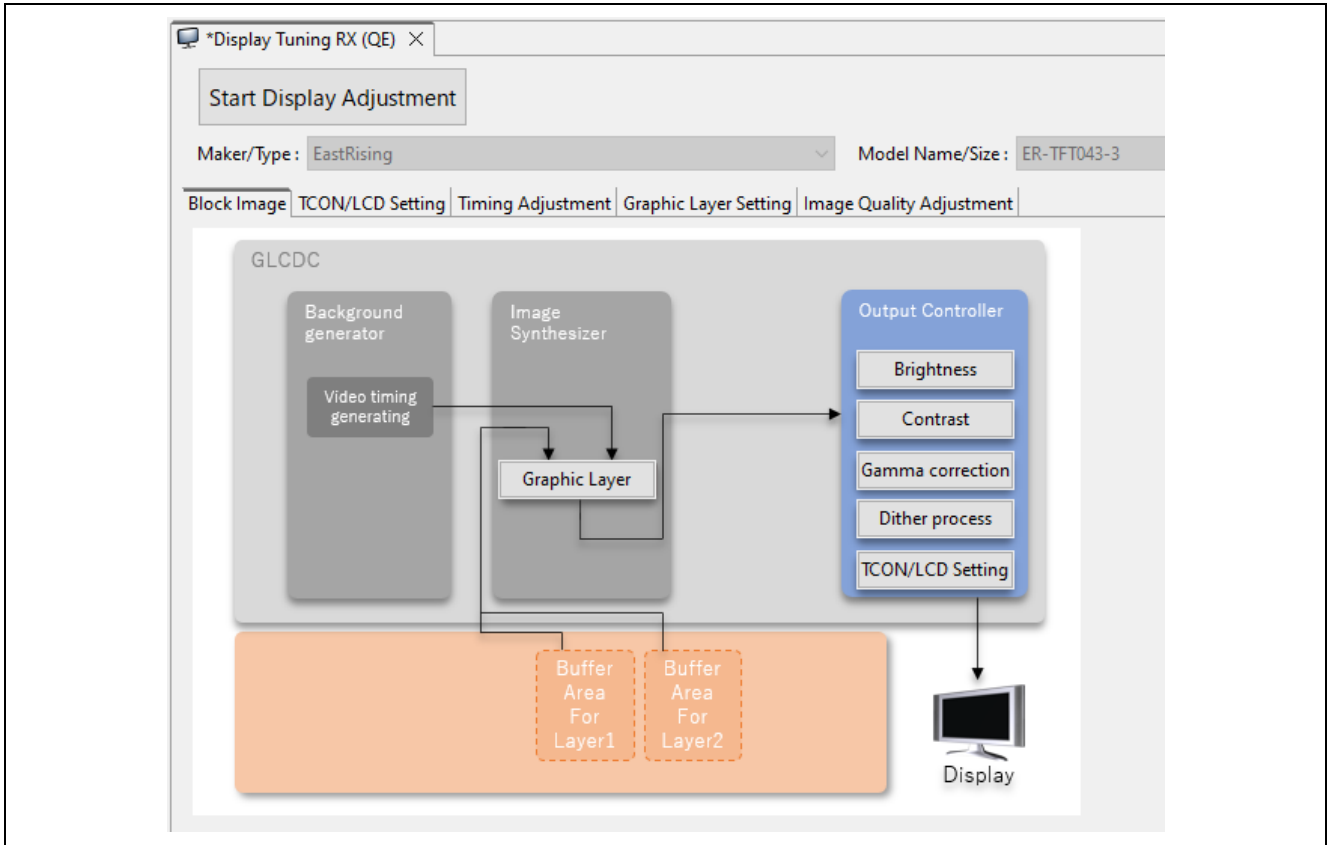 *Display Tuning RX (QE)
Start Display Adjustment
Maker/Type : EastRising
Model Name/Size : ER-TFT043-3
Block Image TCON/LCD Setting Timing Adjustment Graphic Layer Setting Image Quality Adjustment
GLCDC
Background
generator
Video timing
generating
Image
Synthesizer
Graphic Layer
Output Controller
Brightness
Contrast
Gamma correction
Dither process
TCON/LCD Setting
Buffer
Area
For
Layer1
Buffer
Area
For
Layer2
Display